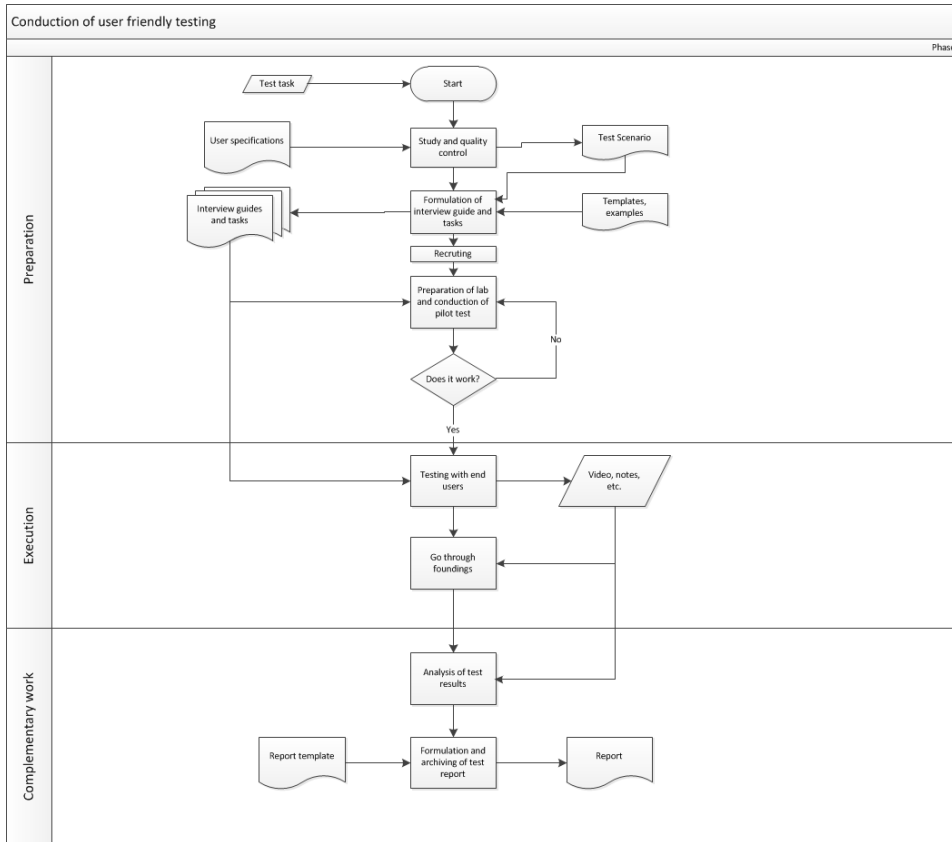 Conduction of user friendly testing
Phase
Preparation
Test task
Start
User specifications
Study and quality
control
Test Scenario
Interview guides
and tasks
Formulation of
interview guide and
tasks
Templates,
examples
Recruting
Preparation of lab
and conduction of
pilot test
No
Does it work?
Yes
Execution
Testing with end
users
Video, notes,
etc.
Go through
foundings
Complementary work
Analysis of test
results
Report template
Formulation and
archiving of test
report
Report